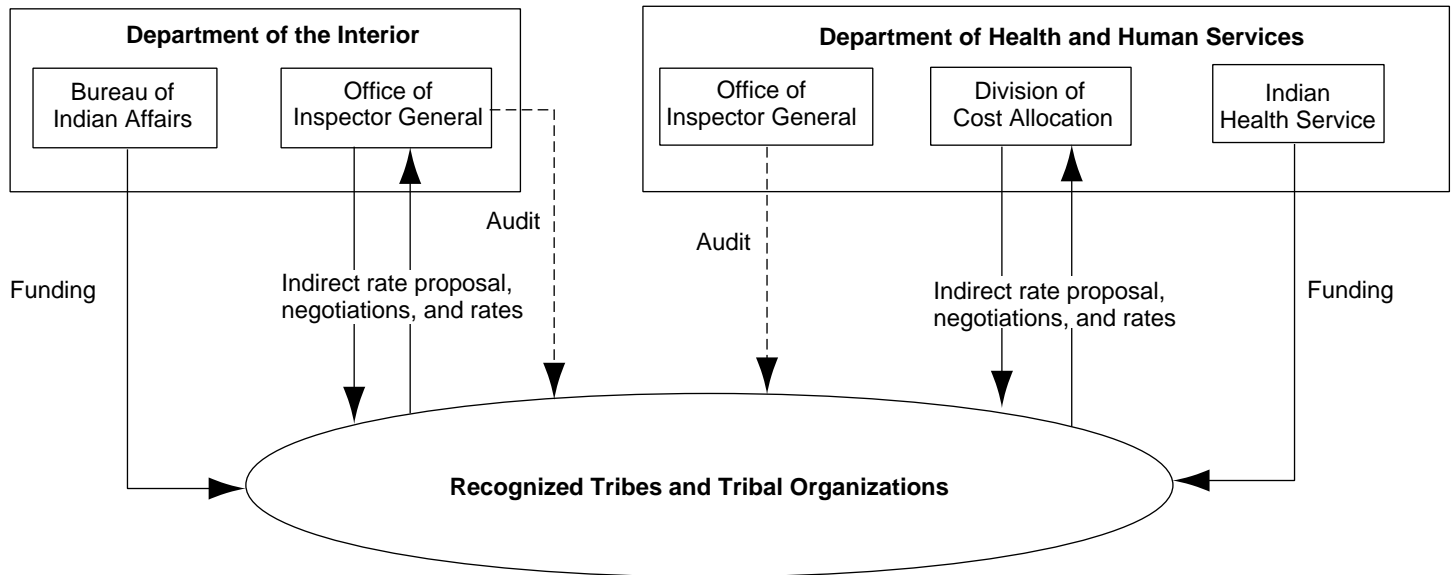 Department of the Interior
Bureau of
Indian Affairs
Office of
Inspector General
Department of Health and Human Services
Office of
Inspector General
Division of
Cost Allocation
Indian
Health Service
Funding
Audit
Indirect rate proposal,
negotiations, and rates
Audit
Indirect rate proposal,
negotiations, and rates
Funding
Recognized Tribes and Tribal Organizations